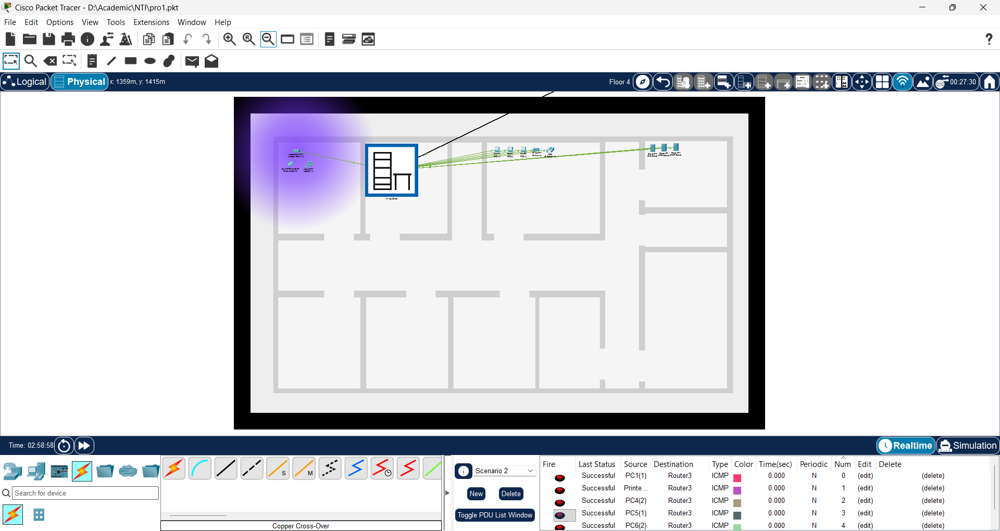 Cisco Packet Tracer - D:\Academic\NTI\pro1.pkt
File Edit Options View Tools Extensions Window Help
Logical Physical x: 1359m, y: 1415m Floor 4 00:27:30
Time: 02:58:58 Realtime Simulation
Search for device
S M
Copper Cross-Over
Scenario 2
New Delete
Toggle PDU List Window
Fire Last Status Source Destination Type Color Time(sec) Periodic Num Edit Delete
Successful PC1(1) Router3 ICMP 0.000 N 0 (edit) (delete)
Successful Printe... Router3 ICMP 0.000 N 1 (edit) (delete)
Successful PC4(2) Router3 ICMP 0.000 N 2 (edit) (delete)
Successful PC5(1) Router3 ICMP 0.000 N 3 (edit) (delete)
Successful PC6(2) Router3 ICMP 0.000 N 4 (edit) (delete)